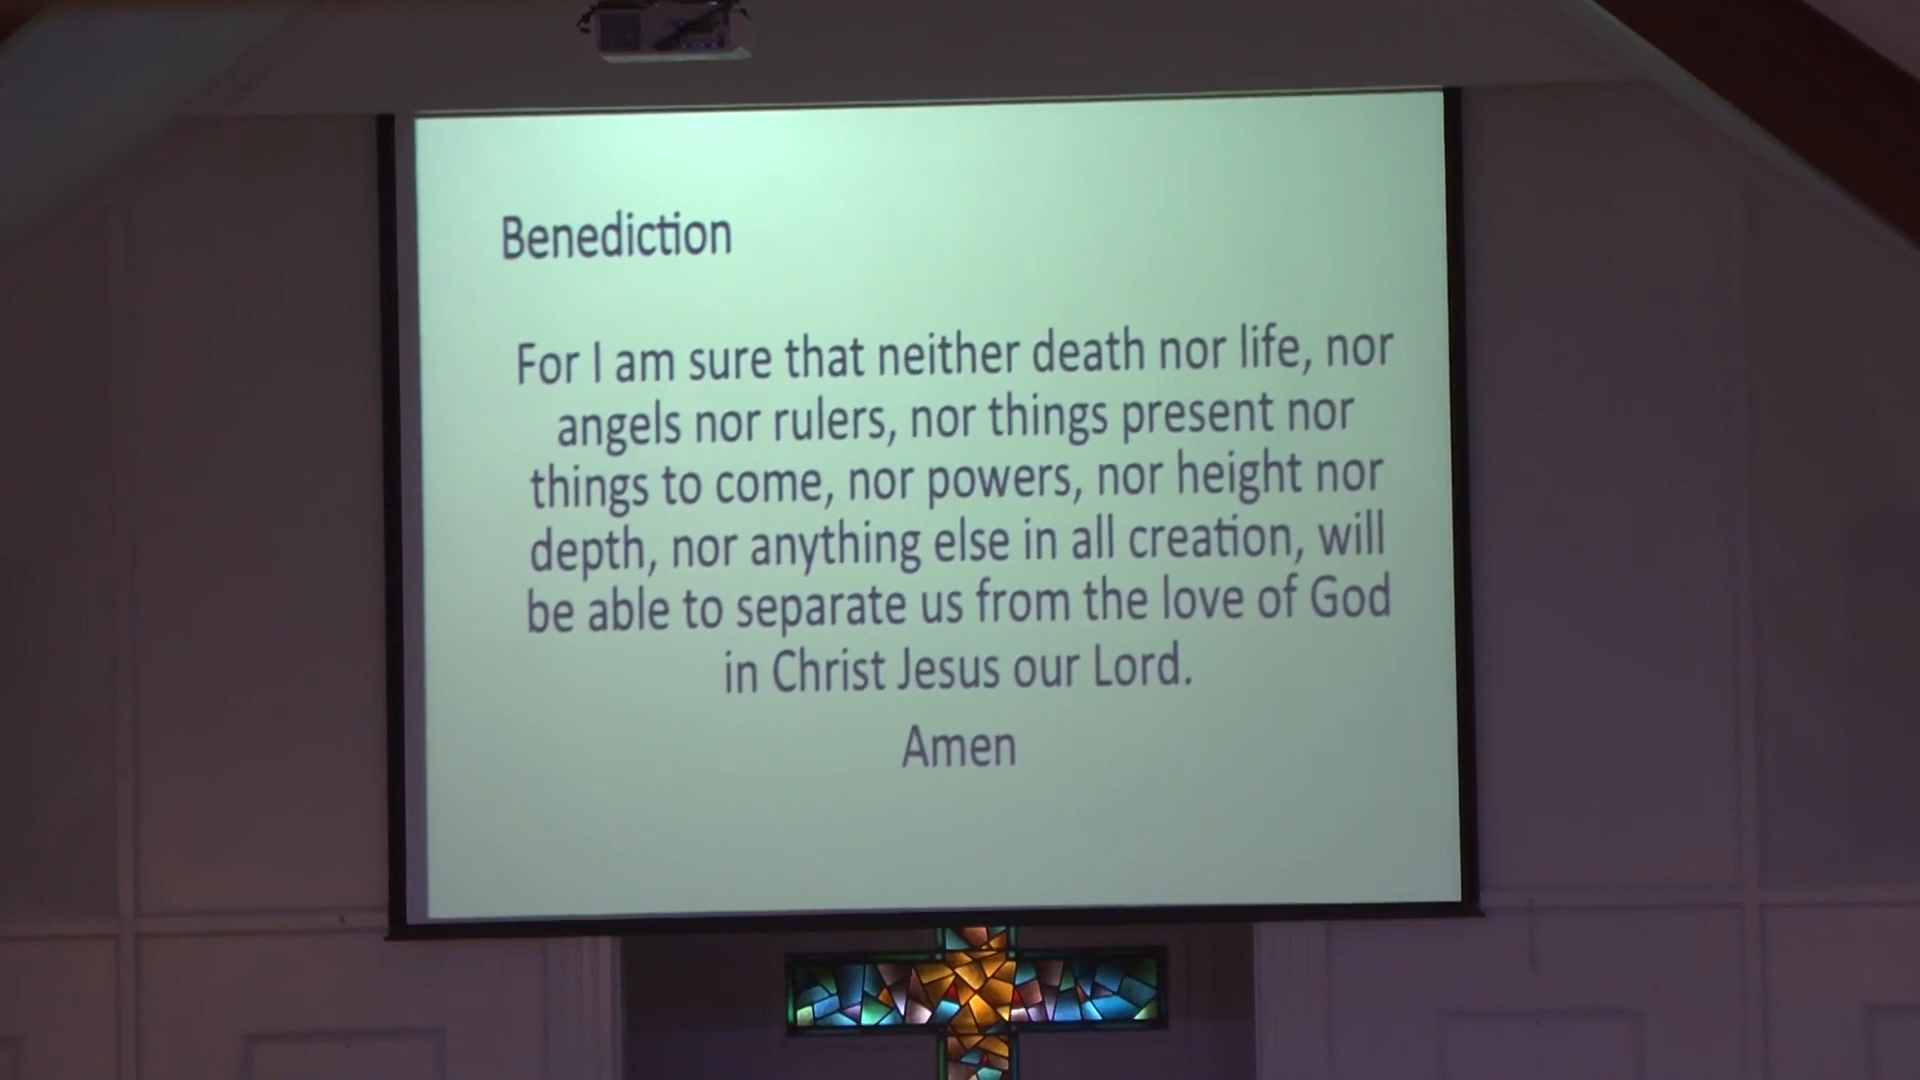 Benediction
For I am sure that neither death nor life, nor
angels nor rulers, nor things present nor
things to come, nor powers, nor height nor
depth, nor anything else in all creation, will
be able to separate us from the love of God
in Christ Jesus our Lord.
Amen